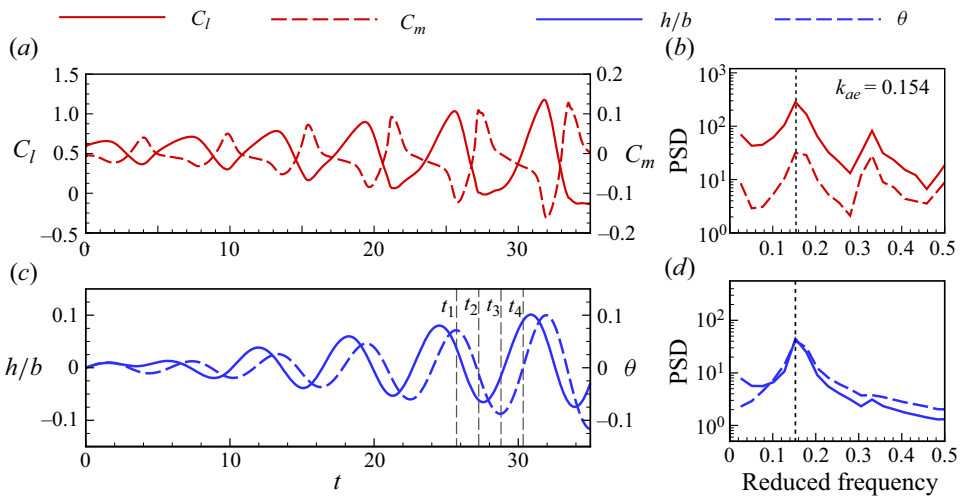 C_l C_m h/b θ
(a) (b)
1.5 0.2 10^3
k_ae = 0.154
1.0 0.1 10^2
C_l 0.5 0 C_m PSD
0 –0.1 10^1
–0.5 –0.2 10^0
0 10 20 30 0.1 0.2 0.3 0.4 0.5
(c) (d)
t_1 t_2 t_3 t_4
0.1 0.1 10^2
h/b 0 0 θ PSD 10^1
–0.1 –0.1 10^0
0 10 20 30 0 0.1 0.2 0.3 0.4 0.5
t Reduced frequency